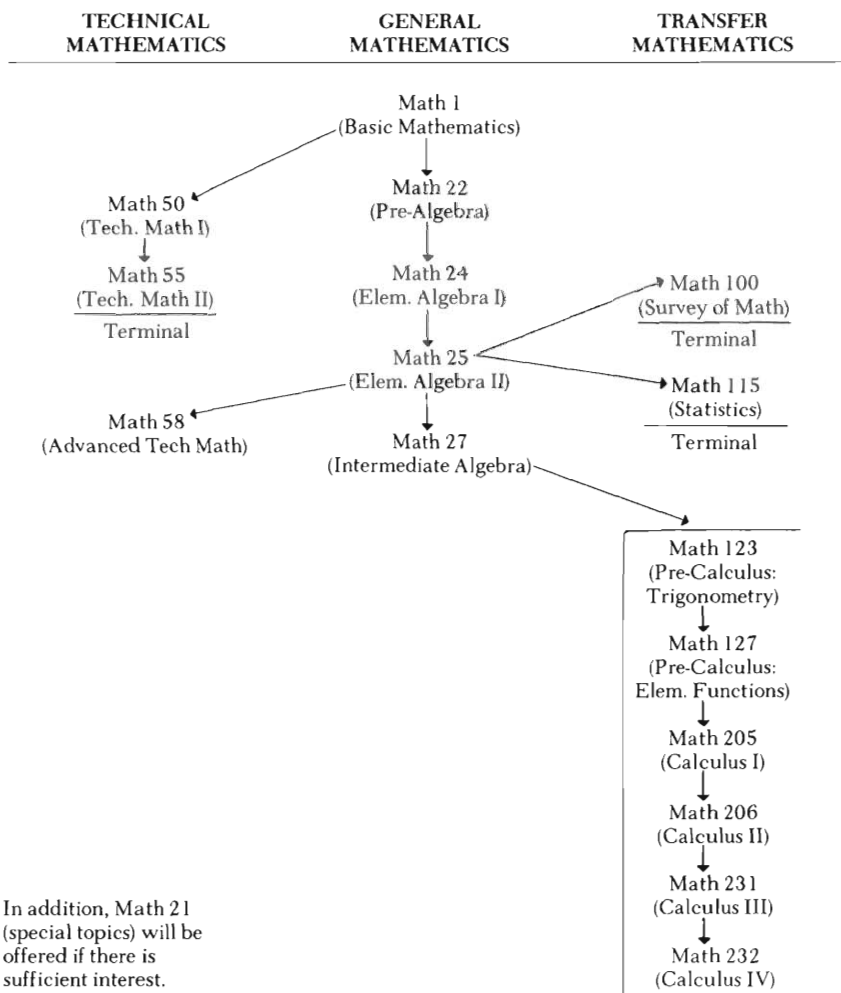 TECHNICAL
MATHEMATICS
GENERAL
MATHEMATICS
TRANSFER
MATHEMATICS
Math 1
(Basic Mathematics)
Math 50
(Tech. Math I)
Math 55
(Tech. Math II)
Terminal
Math 22
(Pre-Algebra)
Math 24
(Elem. Algebra I)
Math 25
(Elem. Algebra II)
Math 58
(Advanced Tech Math)
Math 27
(Intermediate Algebra)
Math 100
(Survey of Math)
Terminal
Math 115
(Statistics)
Terminal
Math 123
(Pre-Calculus:
Trigonometry)
Math 127
(Pre-Calculus:
Elem. Functions)
Math 205
(Calculus I)
Math 206
(Calculus II)
Math 231
(Calculus III)
Math 232
(Calculus IV)
In addition, Math 21
(special topics) will be
offered if there is
sufficient interest.